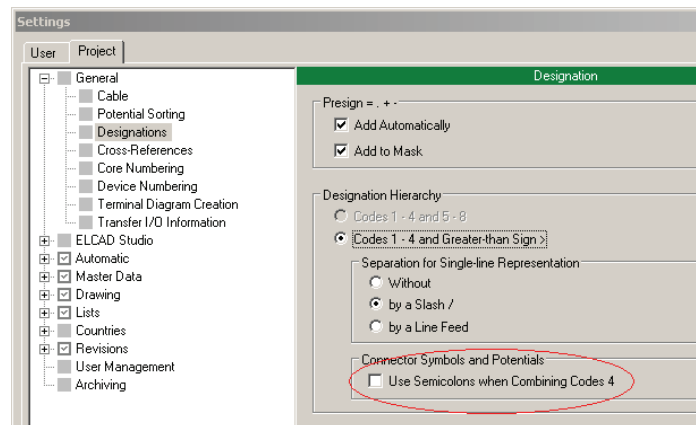 Settings
User
Project
General
Cable
Potential Sorting
Designations
Cross-References
Core Numbering
Device Numbering
Terminal Diagram Creation
Transfer I/O Information
ELCAD Studio
Automatic
Master Data
Drawing
Lists
Countries
Revisions
User Management
Archiving
Designation
Presign = . + -
Add Automatically
Add to Mask
Designation Hierarchy
Codes 1 - 4 and 5 - 8
Codes 1 - 4 and Greater-than Sign >
Separation for Single-line Representation
Without
by a Slash /
by a Line Feed
Connector Symbols and Potentials
Use Semicolons when Combining Codes 4